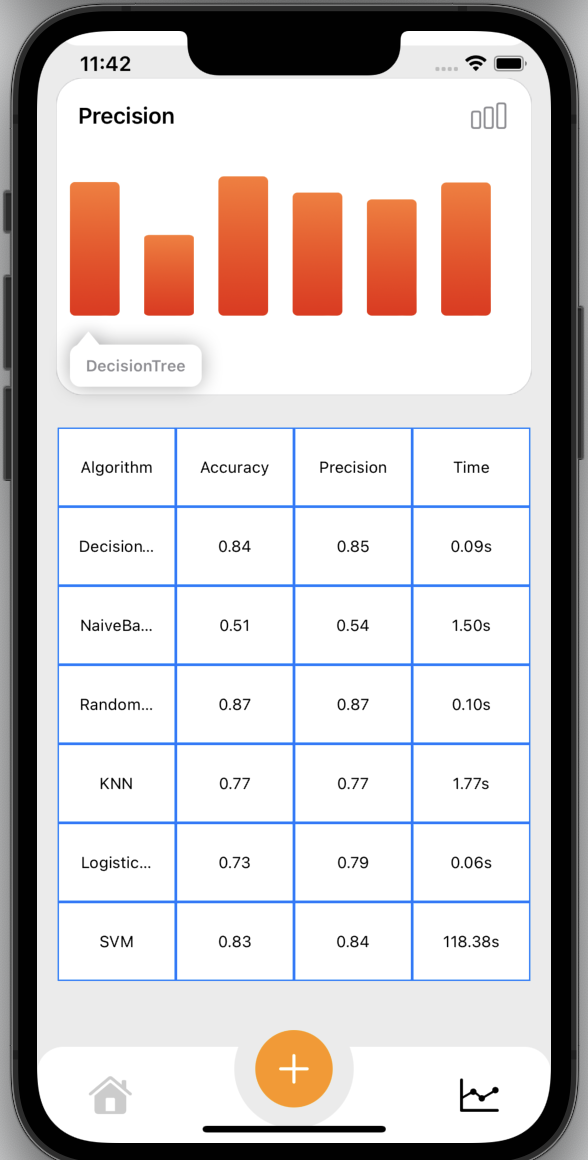 11:42
Precision
DecisionTree
Algorithm Accuracy Precision Time
Decision... 0.84 0.85 0.09s
NaiveBa... 0.51 0.54 1.50s
Random... 0.87 0.87 0.10s
KNN 0.77 0.77 1.77s
Logistic... 0.73 0.79 0.06s
SVM 0.83 0.84 118.38s